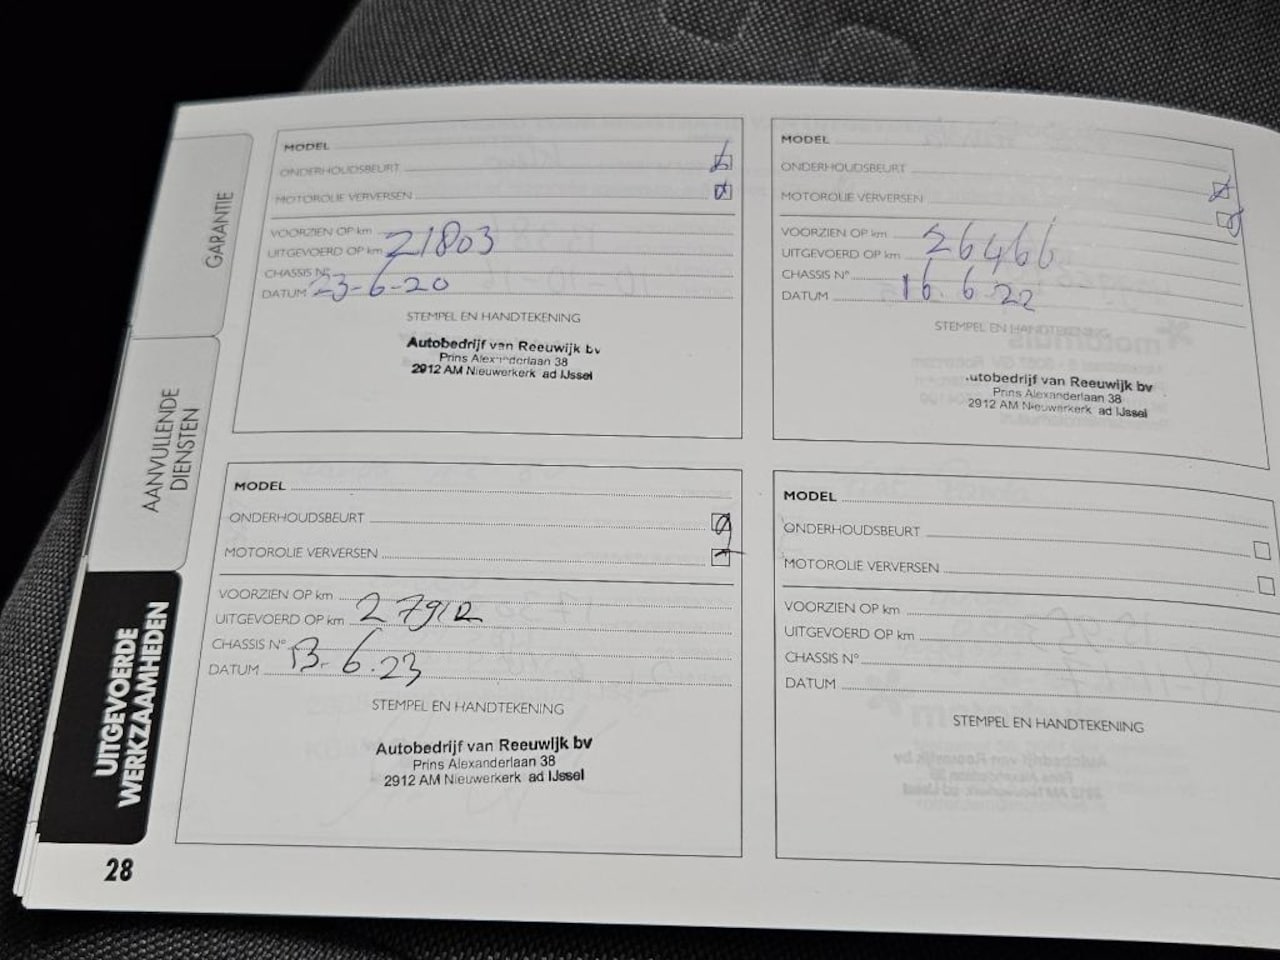 GARANTIE
AANVULLENDE
DIENSTEN
UITGEVOERDE
WERKZAAMHEDEN
28
MODEL
ONDERHOUDSBEURT
MOTOROLIE VERVERSEN
VOORZIEN OP km
UITGEVOERD OP km 21803
CHASSIS N°
DATUM 23-6-20
STEMPEL EN HANDTEKENING
Autobedrijf van Reeuwijk bv
Prins Alexanderlaan 38
2912 AM Nieuwerkerk ad IJssel
MODEL
ONDERHOUDSBEURT
MOTOROLIE VERVERSEN
VOORZIEN OP km
UITGEVOERD OP km 26466
CHASSIS N°
DATUM 16.6.22
STEMPEL EN HANDTEKENING
utobedrijf van Reeuwijk bv
Prins Alexanderlaan 38
2912 AM Nieuwerkerk ad IJssel
MODEL
ONDERHOUDSBEURT
MOTOROLIE VERVERSEN
VOORZIEN OP km
UITGEVOERD OP km 27912
CHASSIS N°
DATUM 13.6.23
STEMPEL EN HANDTEKENING
Autobedrijf van Reeuwijk bv
Prins Alexanderlaan 38
2912 AM Nieuwerkerk ad IJssel
MODEL
ONDERHOUDSBEURT
MOTOROLIE VERVERSEN
VOORZIEN OP km
UITGEVOERD OP km
CHASSIS N°
DATUM
STEMPEL EN HANDTEKENING